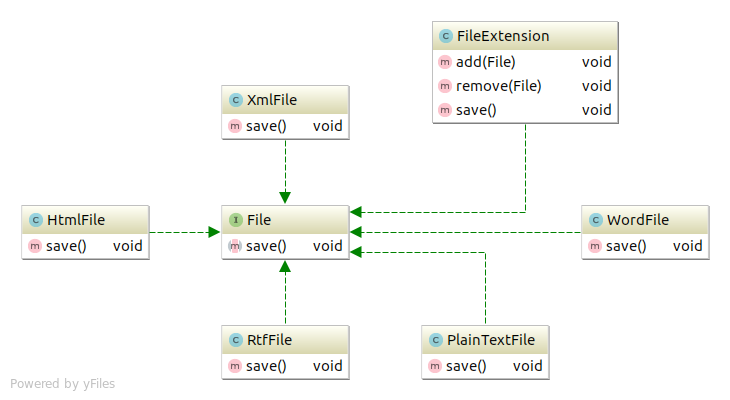 C FileExtension
m add(File) void
m remove(File) void
m save() void
C XmlFile
m save() void
C HtmlFile
m save() void
I File
m save() void
C WordFile
m save() void
C RtfFile
m save() void
C PlainTextFile
m save() void
Powered by yFiles